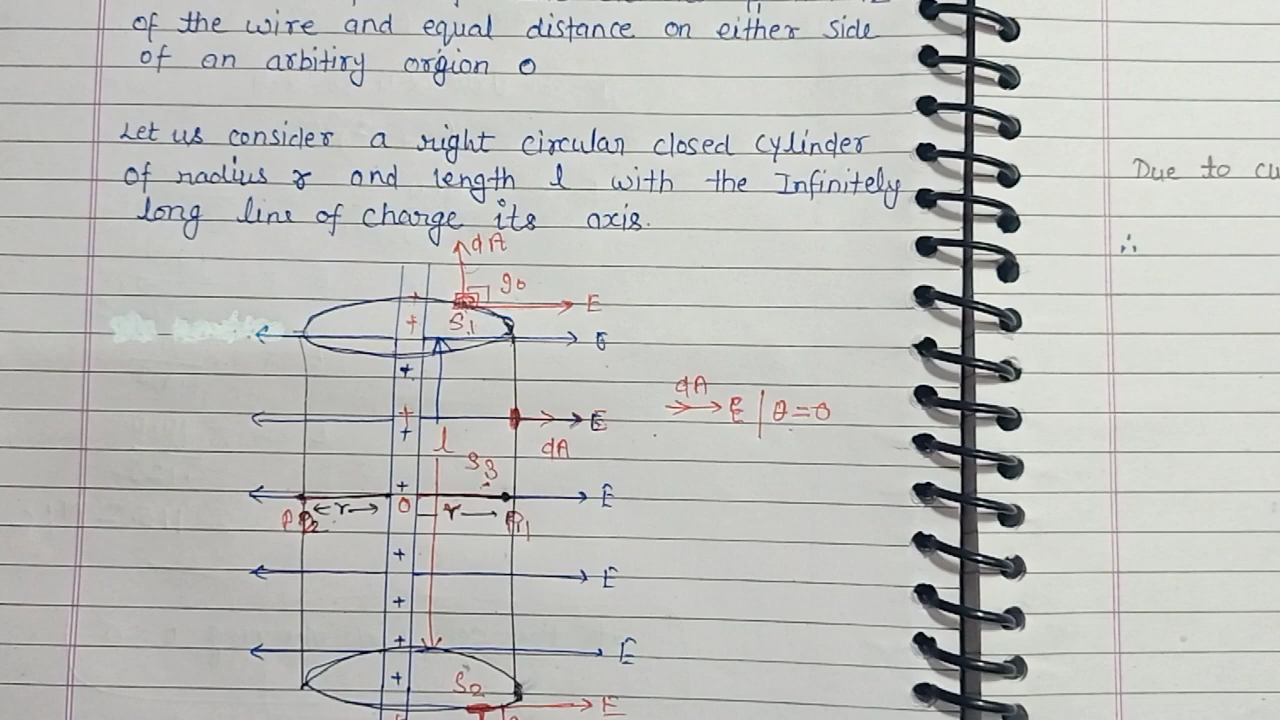 of the wire and equal distance on either side
of an arbitiry orgion O
Let us consider a right circular closed cylinder
of radius r and length l with the Infinitely
long line of charge its axis.
dA
90
E
S1
E
dA
E | θ=0
E
l
dA
S3
E
r
O
r
P2
P1
E
E
S2
E
Due to cu
∴